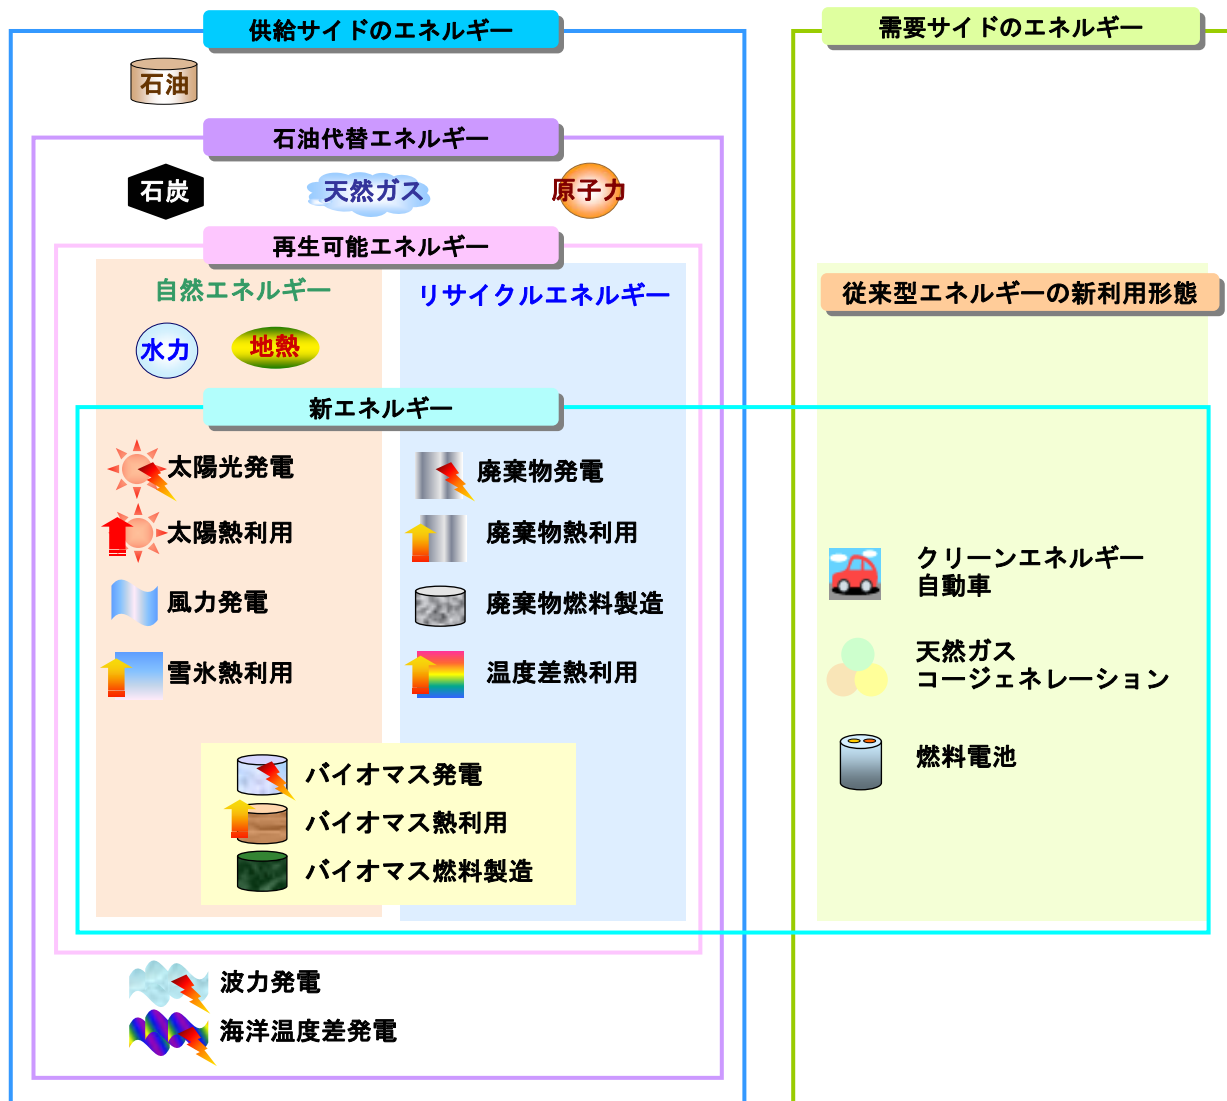 供給サイドのエネルギー
需要サイドのエネルギー
石油
石油代替エネルギー
石炭
天然ガス
原子力
再生可能エネルギー
自然エネルギー
リサイクルエネルギー
従来型エネルギーの新利用形態
水力
地熱
新エネルギー
太陽光発電
太陽熱利用
風力発電
雪氷熱利用
廃棄物発電
廃棄物熱利用
廃棄物燃料製造
温度差熱利用
バイオマス発電
バイオマス熱利用
バイオマス燃料製造
クリーンエネルギー
自動車
天然ガス
コージェネレーション
燃料電池
波力発電
海洋温度差発電